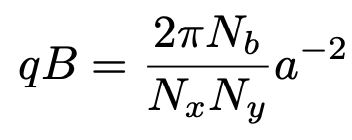 $qB = \frac{2\pi N_b}{N_x N_y} a^{-2}$